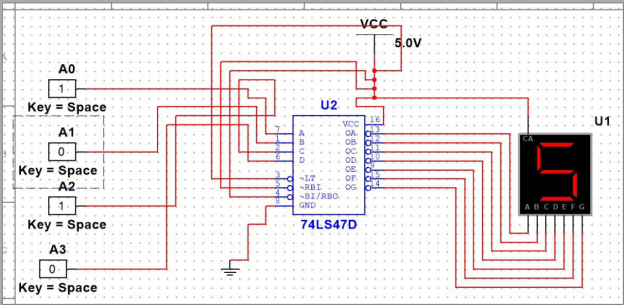 VCC
5.0V
A0
1
Key = Space
A1
0
Key = Space
A2
1
Key = Space
A3
0
Key = Space
U2
VCC 16
7 A OA 13
1 B OB 12
2 C OC 11
6 D OD 10
OE 9
3 ~LT OF 15
5 ~RBI OG 14
4 ~BI/RBO
8 GND
74LS47D
U1
CA
5
A B C D E F G